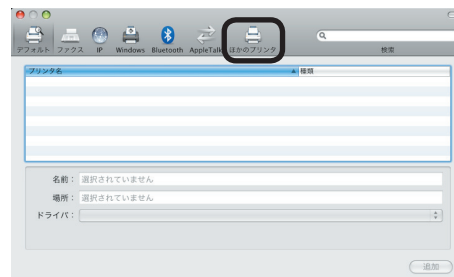 デフォルト ファクス IP Windows Bluetooth AppleTalk ほかのプリンタ 検索
プリンタ名 種類
名前： 選択されていません
場所： 選択されていません
ドライバ：
追加